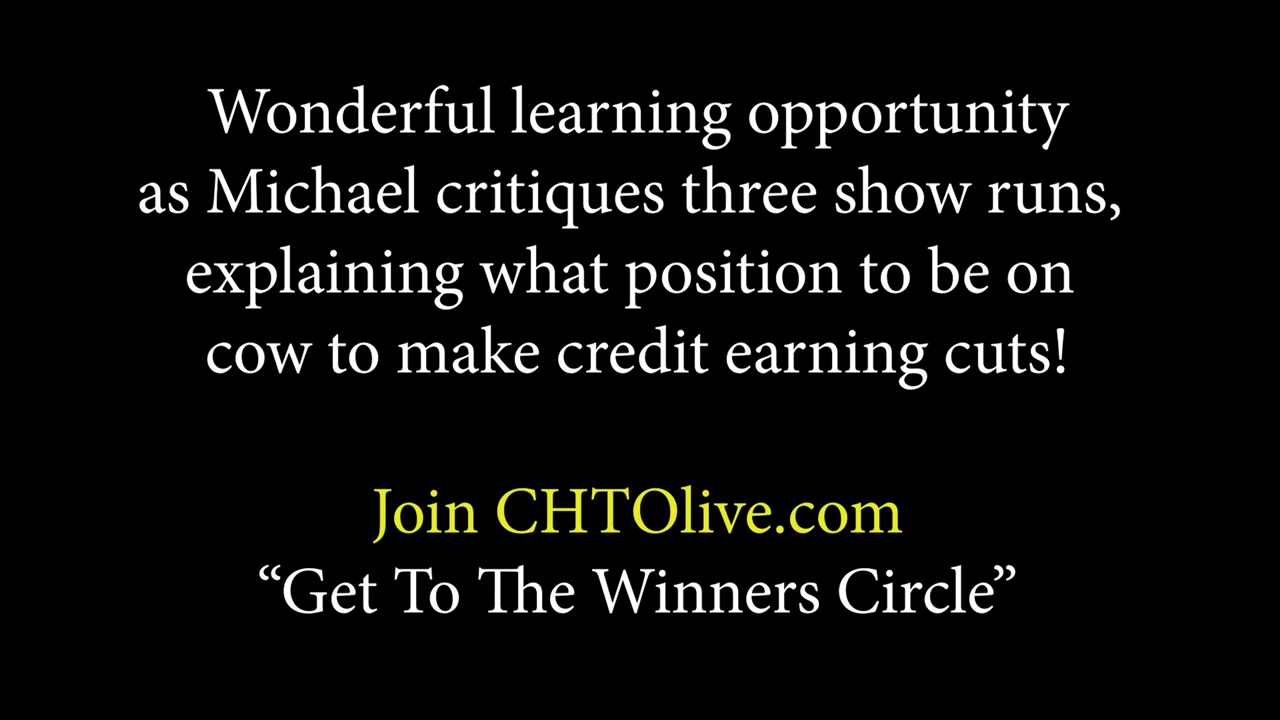 Wonderful learning opportunity
as Michael critiques three show runs,
explaining what position to be on
cow to make credit earning cuts!
Join CHTOlive.com
“Get To The Winners Circle”